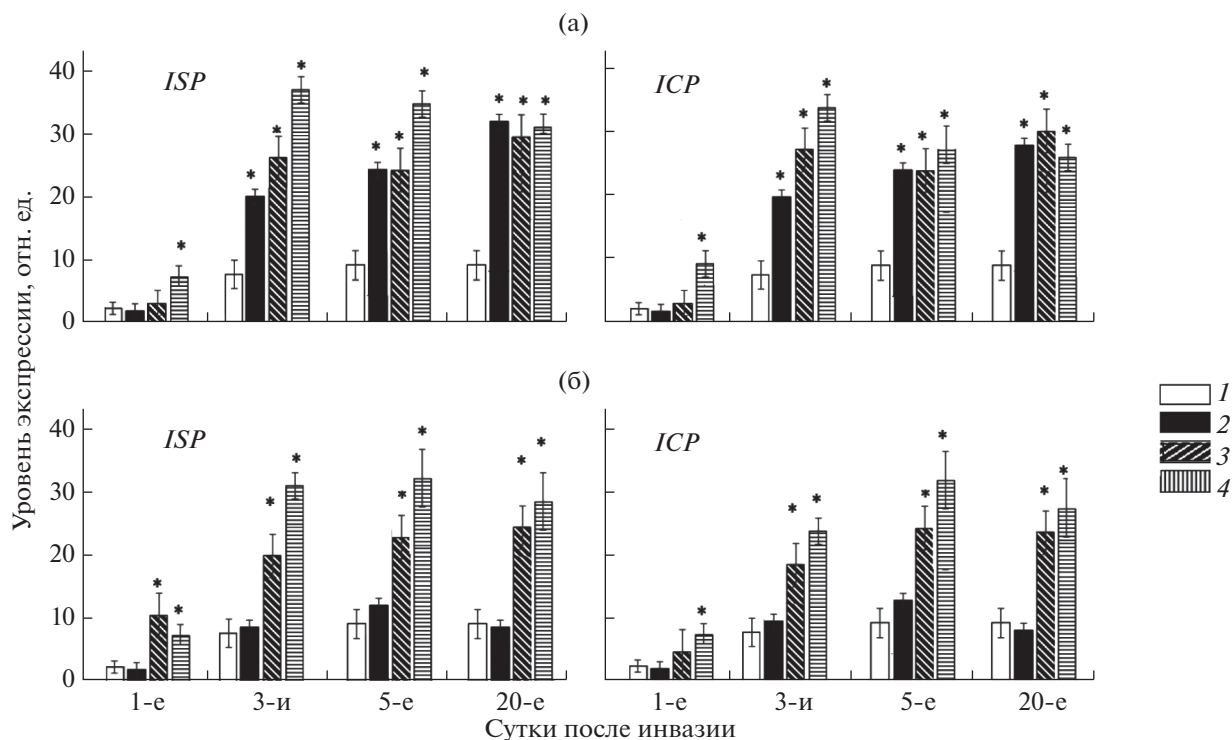 (а)
Уровень экспрессии, отн. ед.
ISP
ICP
40
30
20
10
0
* * * * * * * * * *
* * * * * * * * * *
(б)
ISP
ICP
40
30
20
10
0
* * * * * * * *
* * * * * * *
1-е 3-и 5-е 20-е
1-е 3-и 5-е 20-е
Сутки после инвазии
1
2
3
4